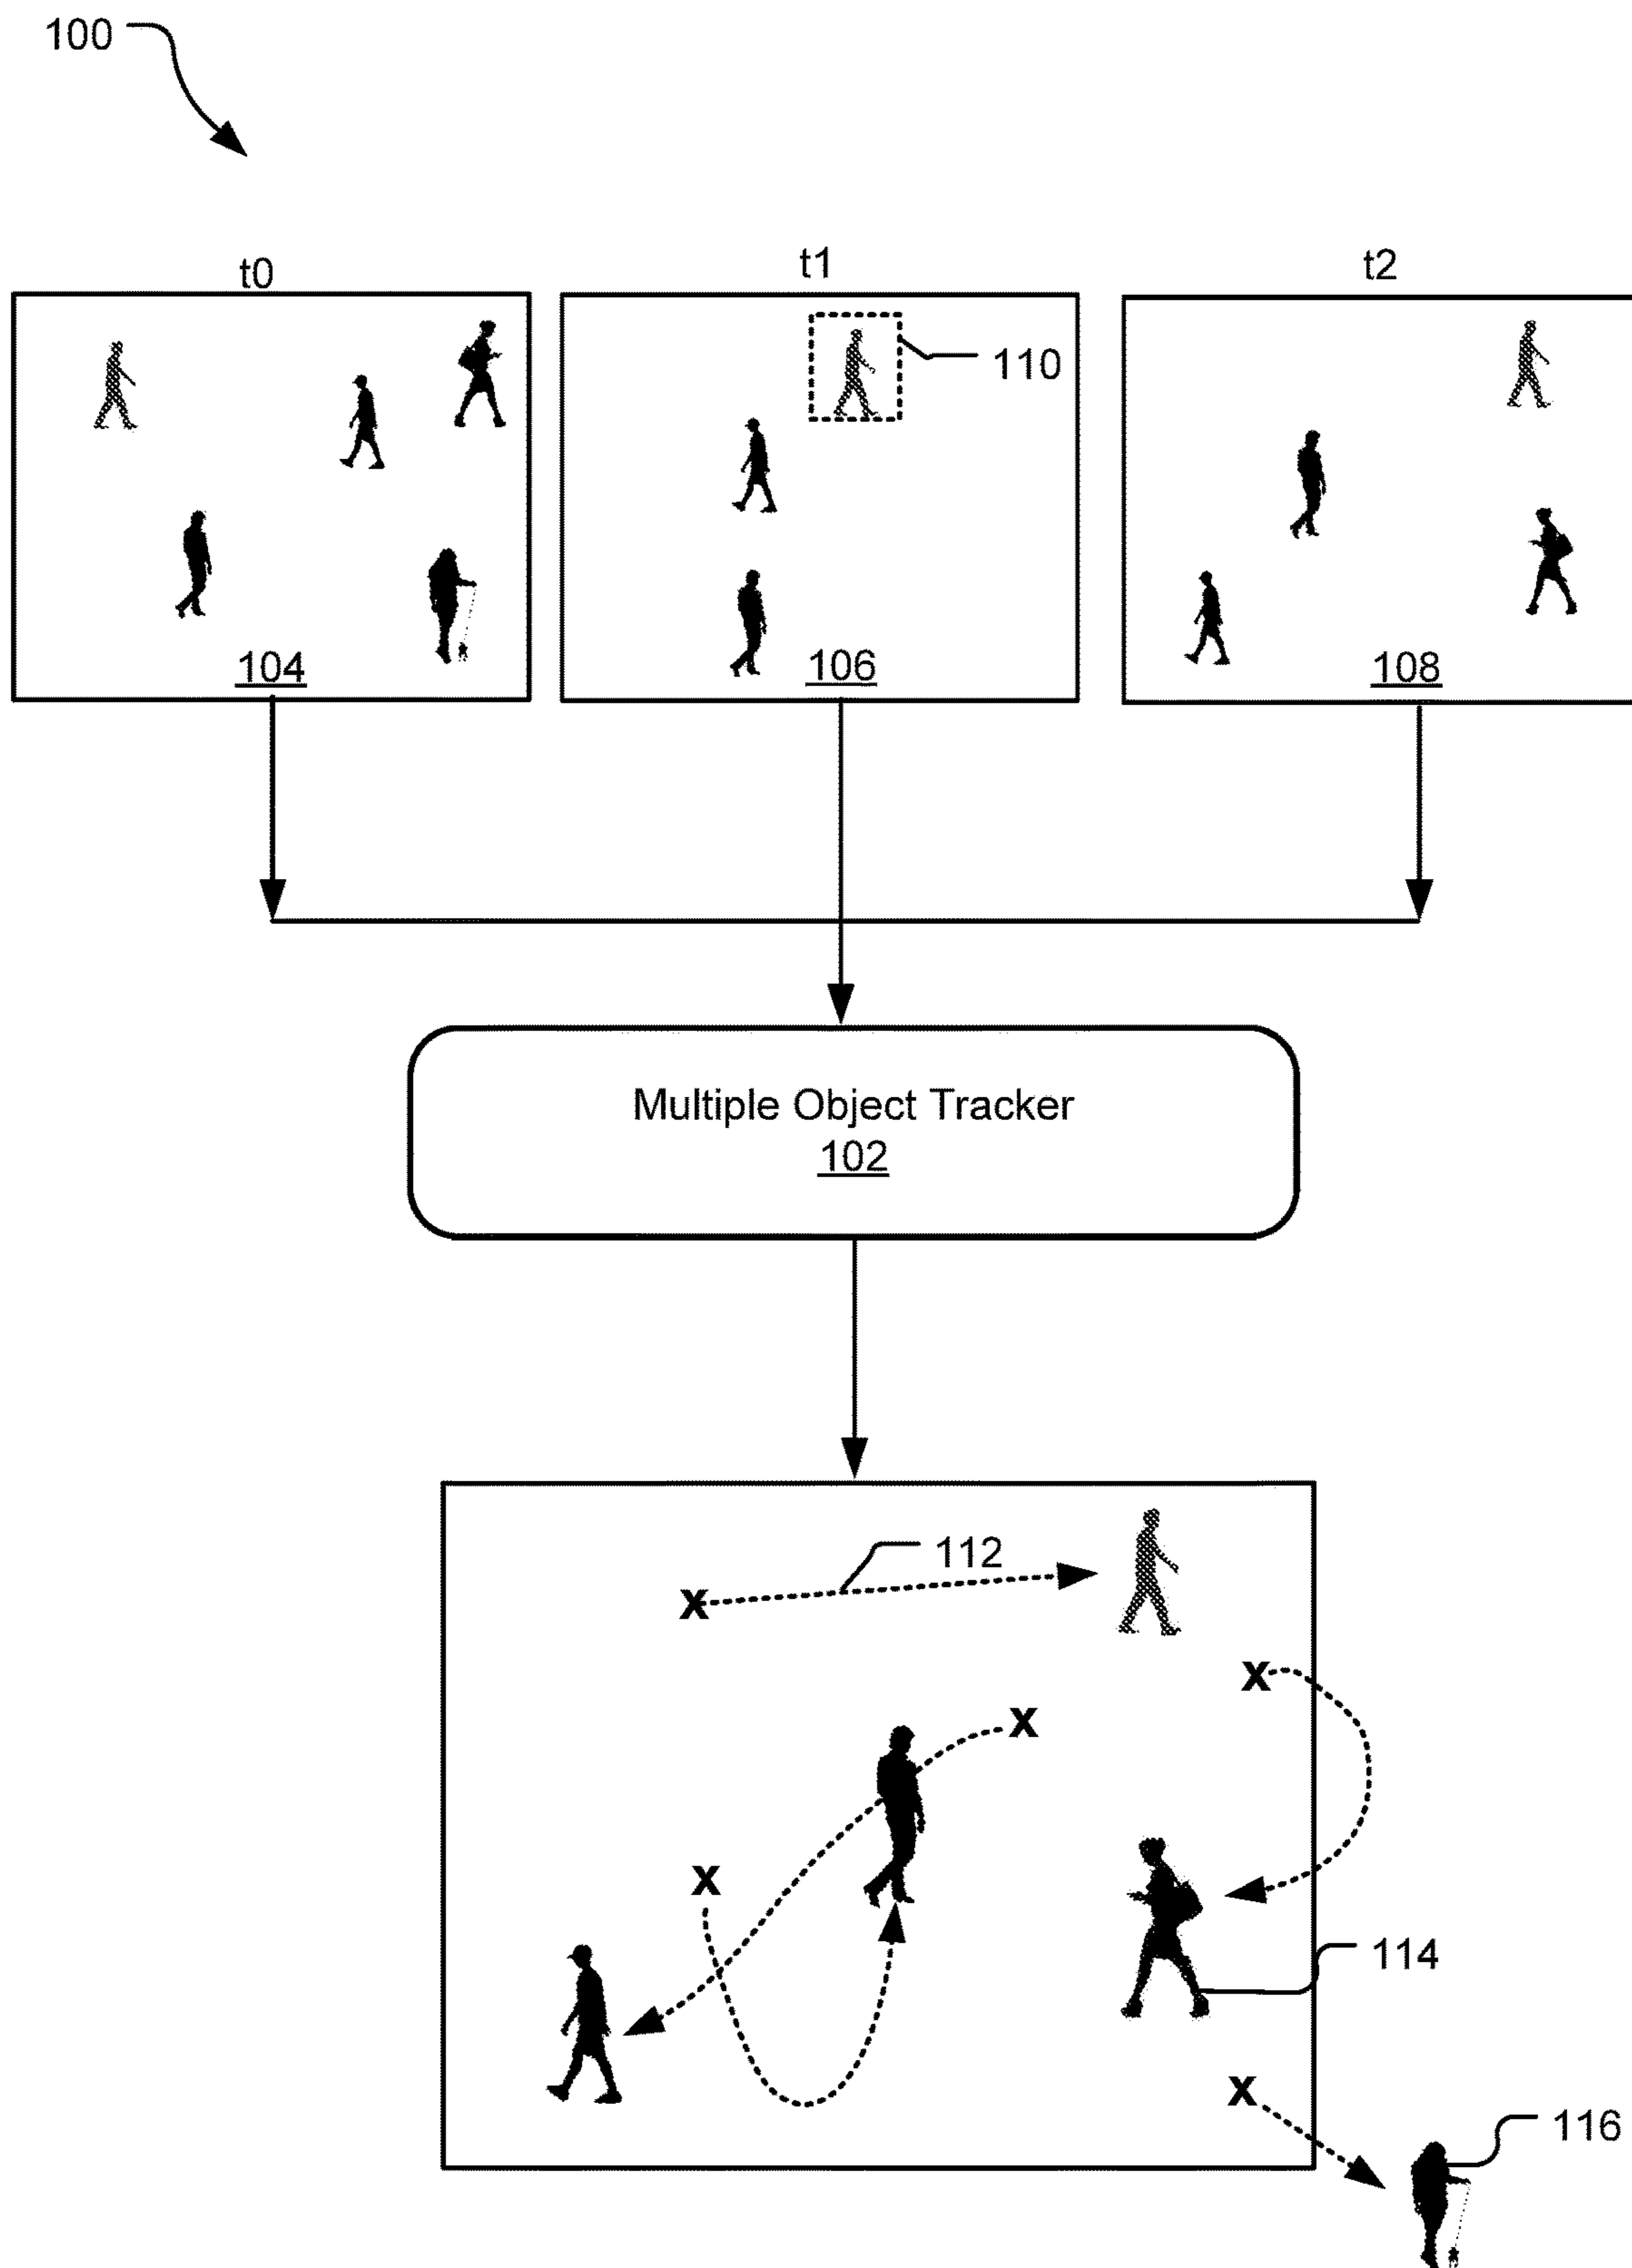 100
t0
t1
t2
110
104
106
108
Multiple Object Tracker
102
112
X
X
X
X
114
X
116